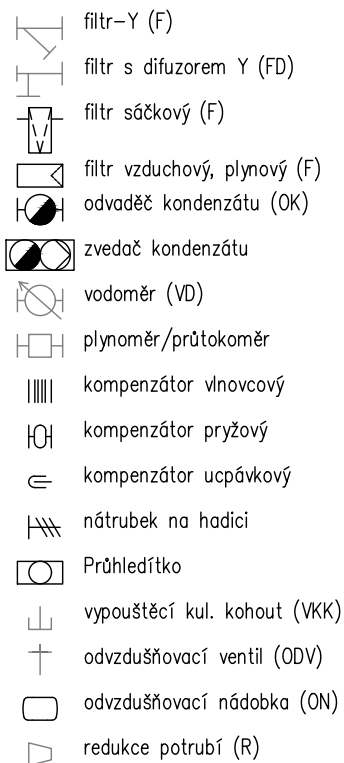 filtr-Y (F)
filtr s difuzorem Y (FD)
filtr sáčkový (F)
filtr vzduchový, plynový (F)
odvaděč kondenzátu (OK)
zvedač kondenzátu
vodoměr (VD)
plynoměr/průtokoměr
kompenzátor vlnovcový
kompenzátor pryžový
kompenzátor ucpávkový
nátrubek na hadici
Průhledítko
vypouštěcí kul. kohout (VKK)
odvzdušňovací ventil (ODV)
odvzdušňovací nádobka (ON)
redukce potrubí (R)